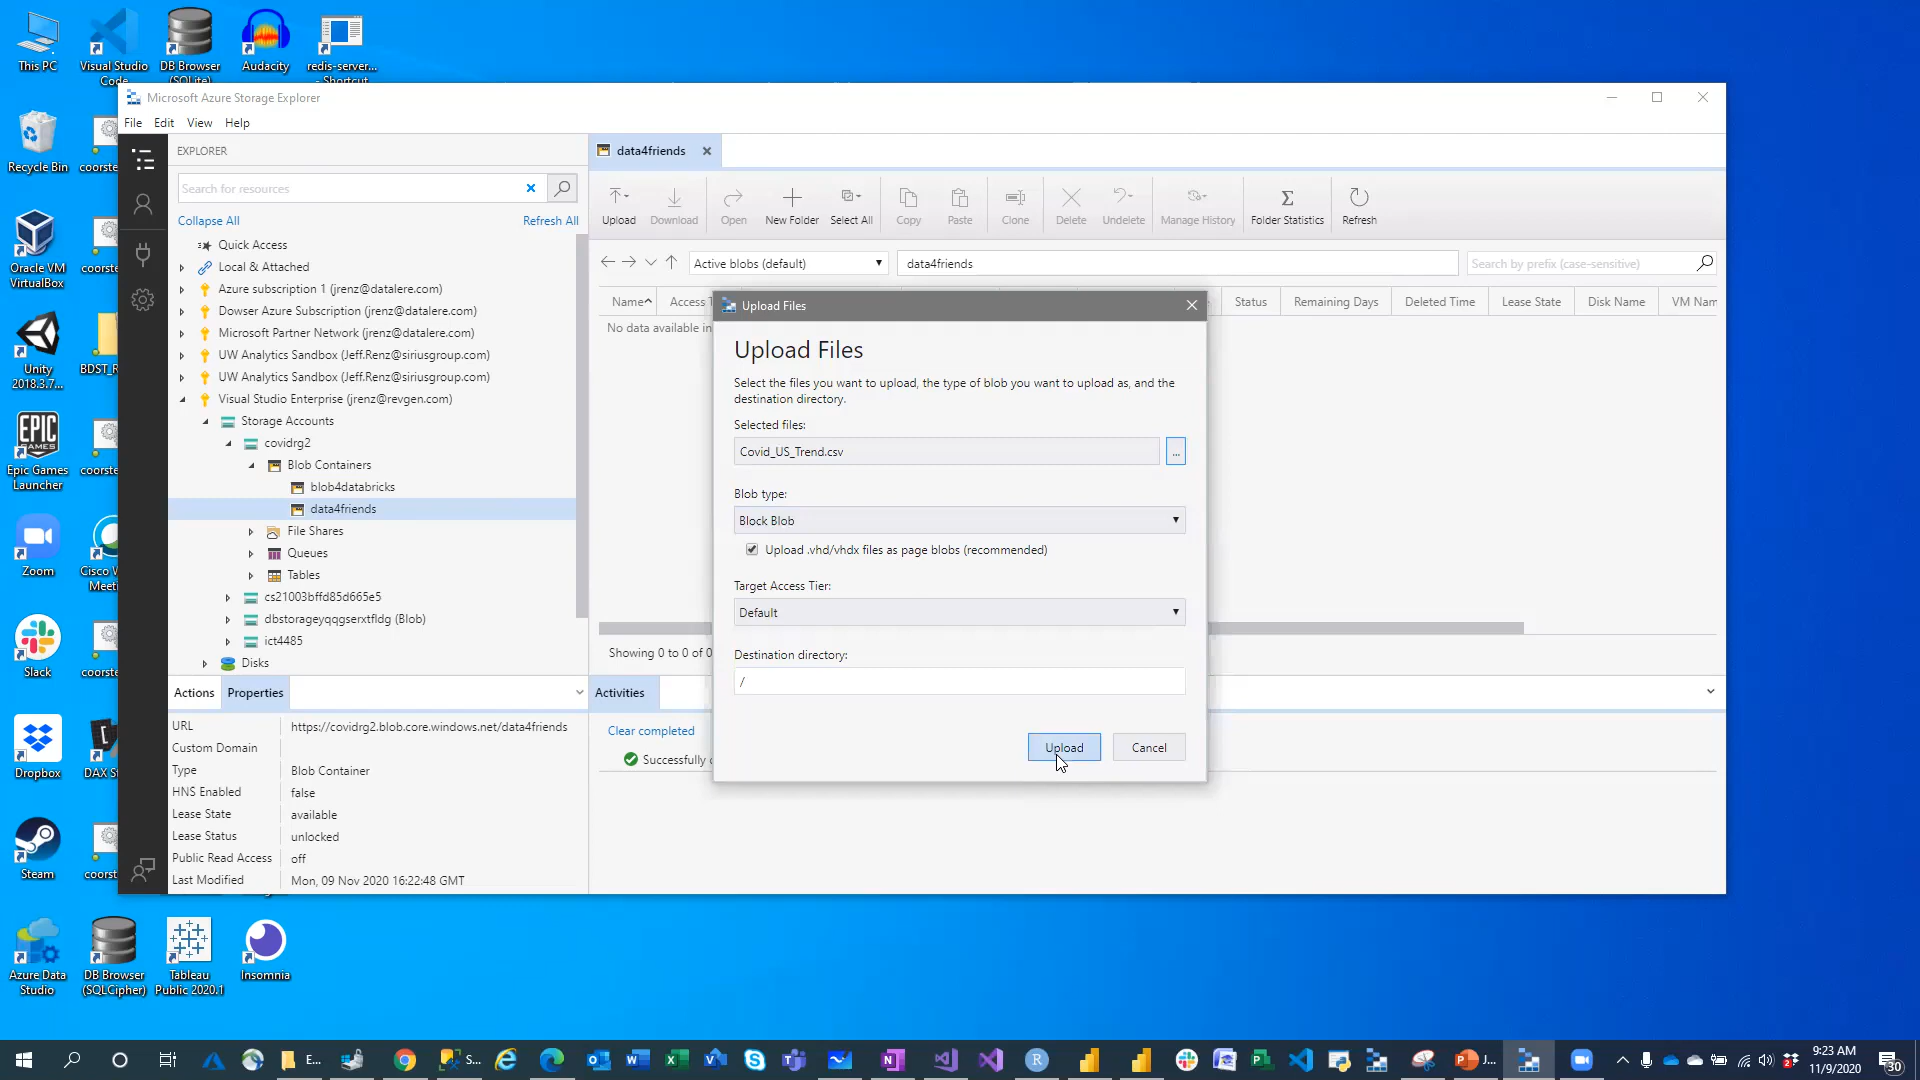 This PC
Visual Studio Code
DB Browser (SQLite)
Audacity
redis-server... - Shortcut
Recycle Bin
Oracle VM VirtualBox
Unity 2018.3.7...
Epic Games Launcher
Zoom
Slack
Dropbox
Steam
Azure Data Studio
DB Browser (SQLCipher)
Tableau Public 2020.1
Insomnia
Microsoft Azure Storage Explorer
File Edit View Help
EXPLORER
Search for resources
Collapse All Refresh All
Quick Access
Local & Attached
Azure subscription 1 (jrenz@datalere.com)
Dowser Azure Subscription (jrenz@datalere.com)
Microsoft Partner Network (jrenz@datalere.com)
UW Analytics Sandbox (Jeff.Renz@siriusgroup.com)
UW Analytics Sandbox (Jeff.Renz@siriusgroup.com)
Visual Studio Enterprise (jrenz@revgen.com)
Storage Accounts
covidrg2
Blob Containers
blob4databricks
data4friends
File Shares
Queues
Tables
cs21003bffd85d665e5
dbstorageyqqgserxtfldg (Blob)
ict4485
Disks
Actions Properties
URL https://covidrg2.blob.core.windows.net/data4friends
Custom Domain
Type Blob Container
HNS Enabled false
Lease State available
Lease Status unlocked
Public Read Access off
Last Modified Mon, 09 Nov 2020 16:22:48 GMT
data4friends
Upload Download Open New Folder Select All Copy Paste Clone Delete Undelete Manage History Folder Statistics Refresh
Active blobs (default) data4friends Search by prefix (case-sensitive)
Name Access Status Remaining Days Deleted Time Lease State Disk Name VM Nam
No data available in
Showing 0 to 0 of 0
Activities
Clear completed
Successfully
Upload Files
Upload Files
Select the files you want to upload, the type of blob you want to upload as, and the
destination directory.
Selected files:
Covid_US_Trend.csv ...
Blob type:
Block Blob
Upload .vhd/vhdx files as page blobs (recommended)
Target Access Tier:
Default
Destination directory:
/
Upload Cancel
E... S... J...
9:23 AM
11/9/2020
30